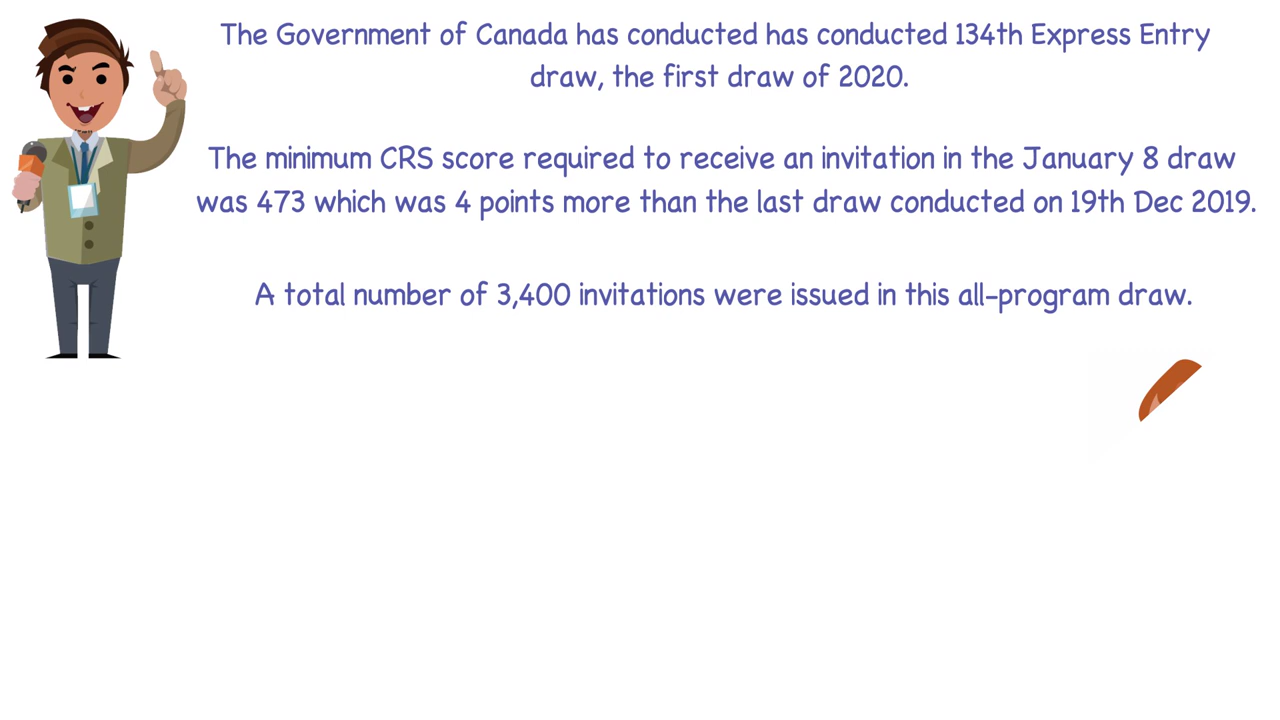 The Government of Canada has conducted has conducted 134th Express Entry
draw, the first draw of 2020.
The minimum CRS score required to receive an invitation in the January 8 draw
was 473 which was 4 points more than the last draw conducted on 19th Dec 2019.
A total number of 3,400 invitations were issued in this all-program draw.